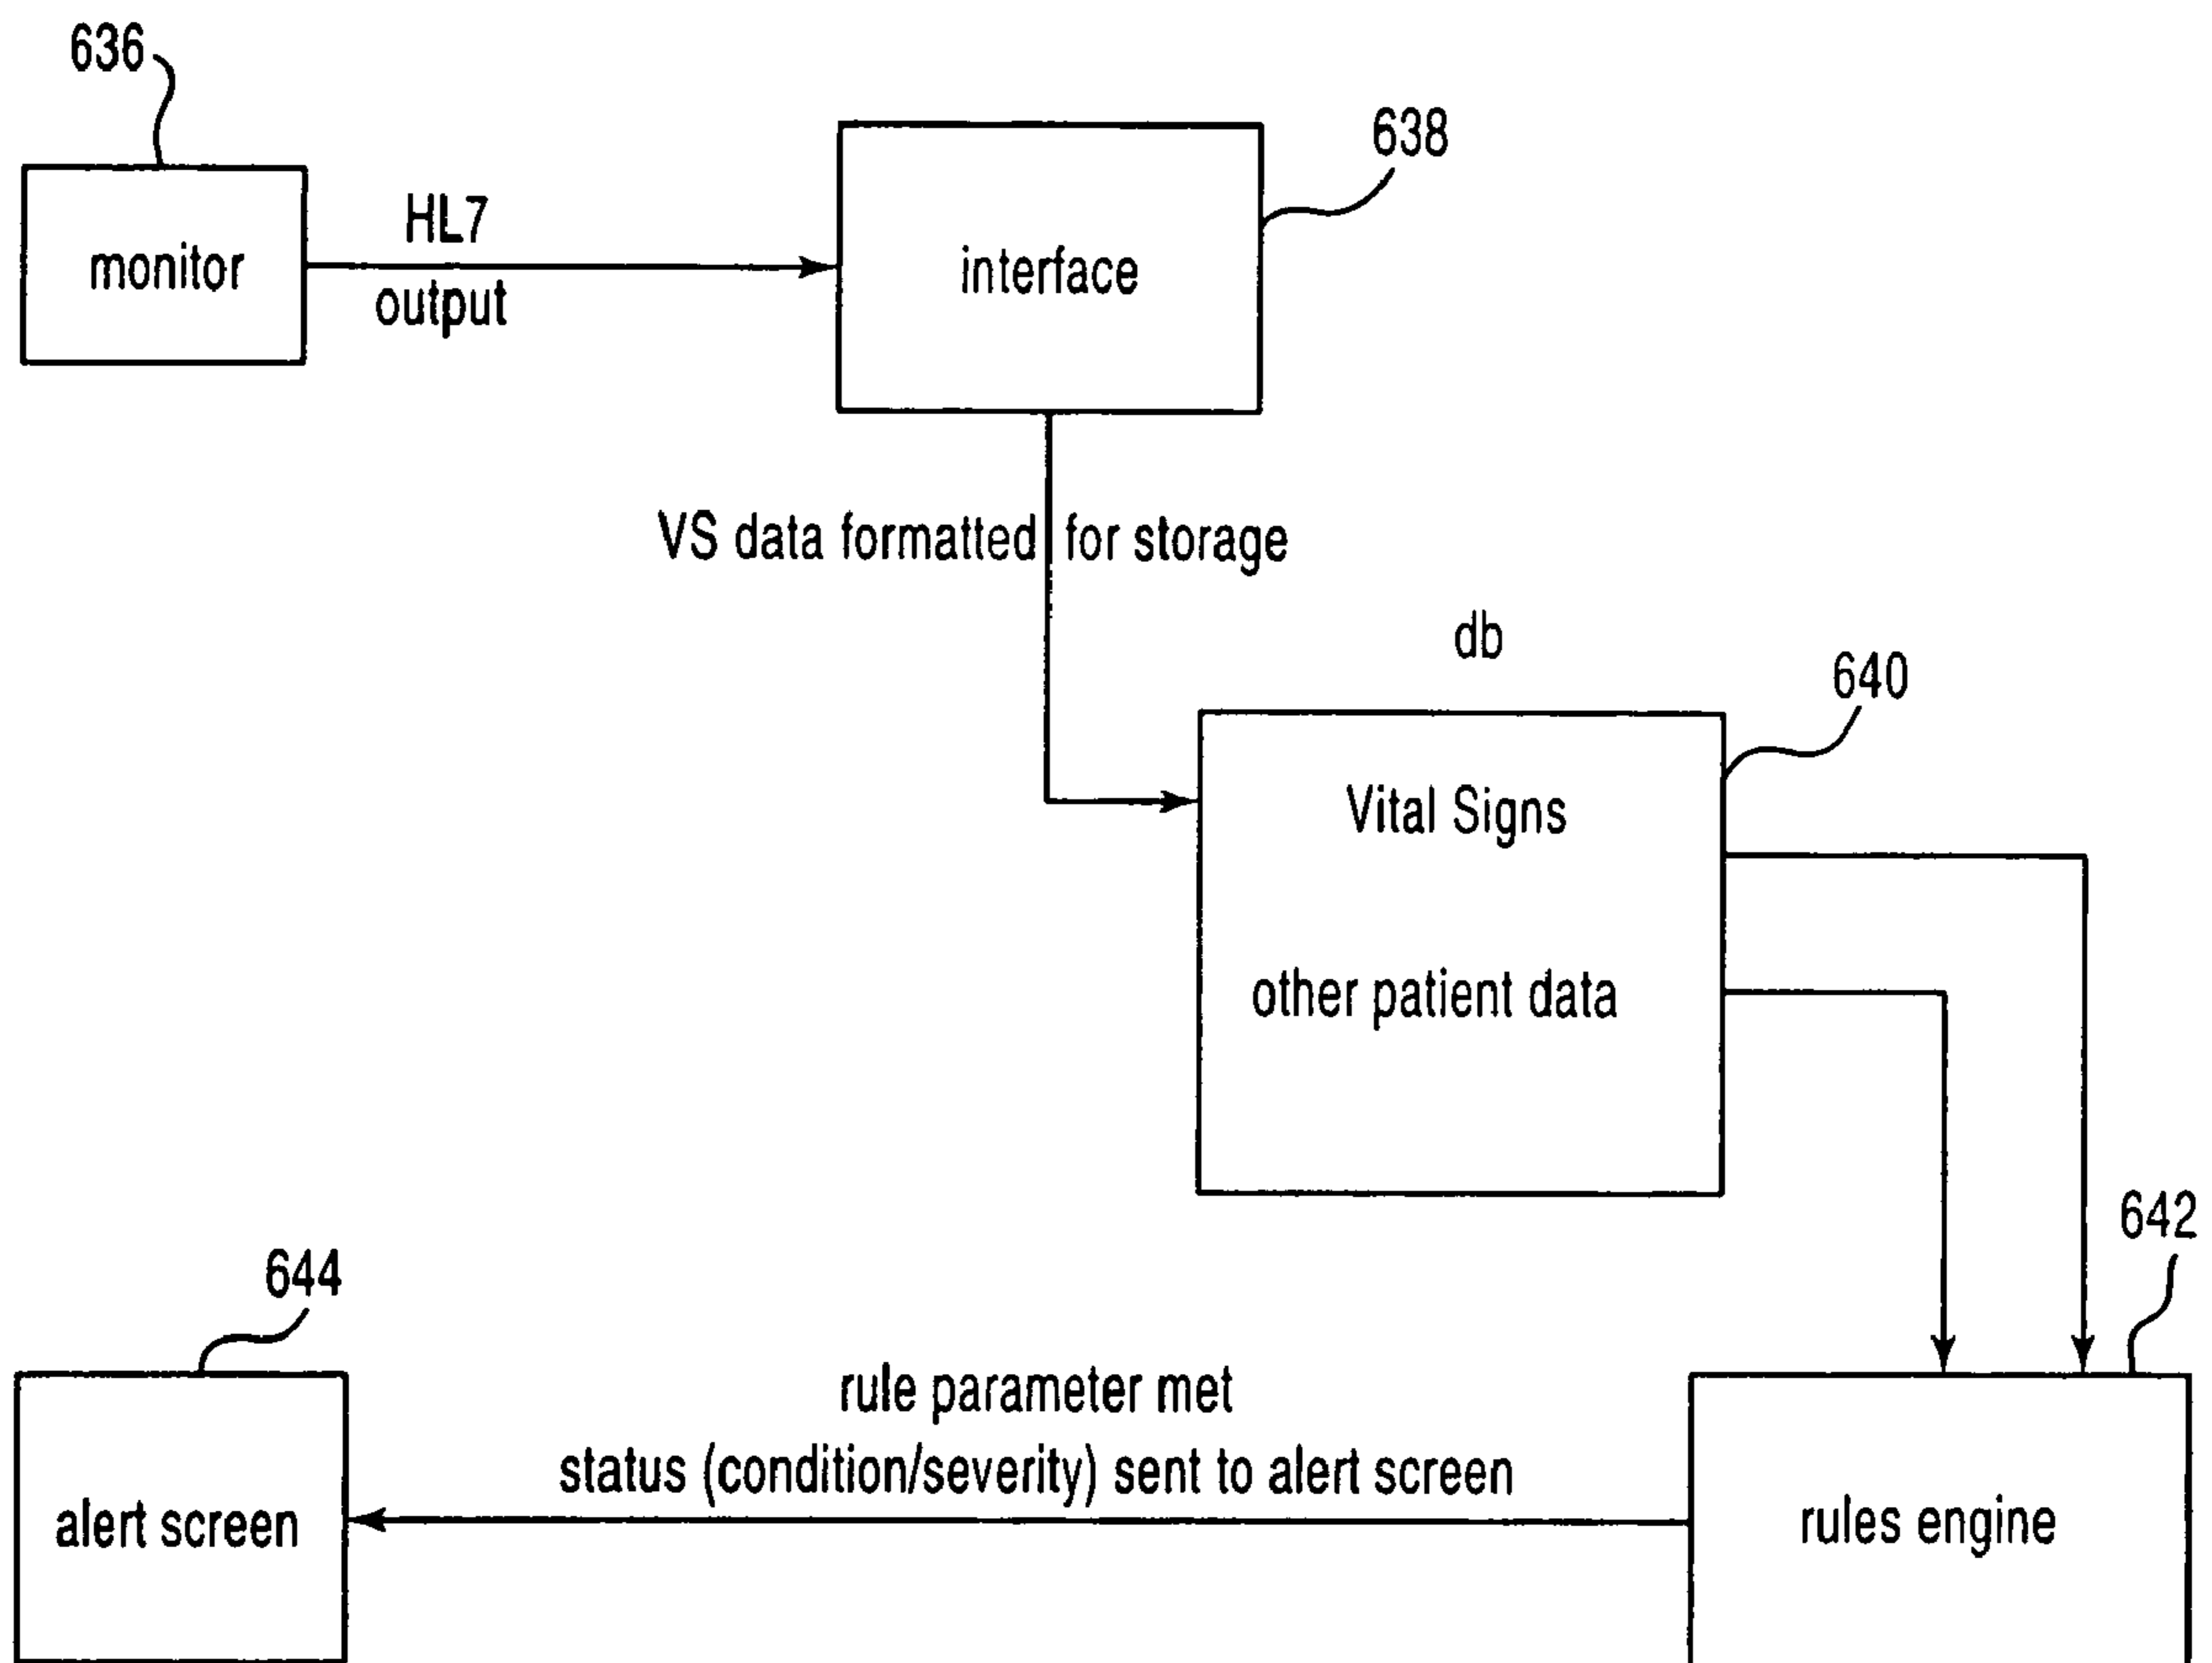 636
638
HL7
monitor
interface
output
VS data formatted for storage
db
640
Vital Signs
other patient data
642
644
rule parameter met
status (condition/severity) sent to alert screen
alert screen
rules engine